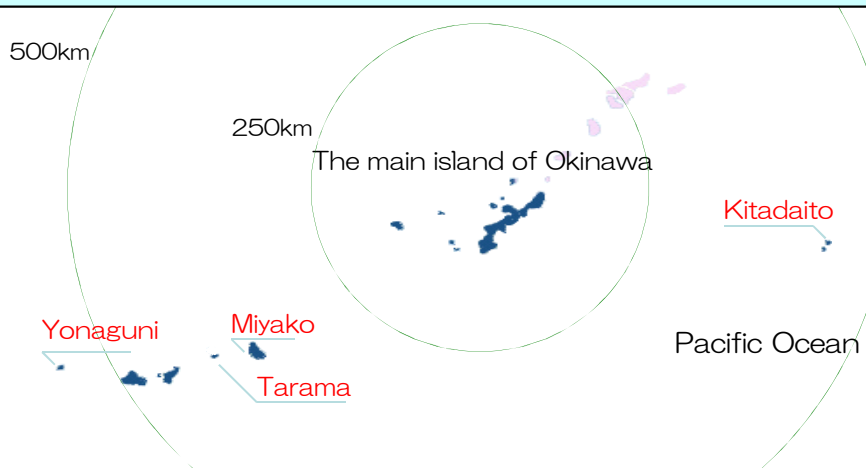 500km
250km
The main island of Okinawa
Kitadaito
Yonaguni
Miyako
Pacific Ocean
Tarama